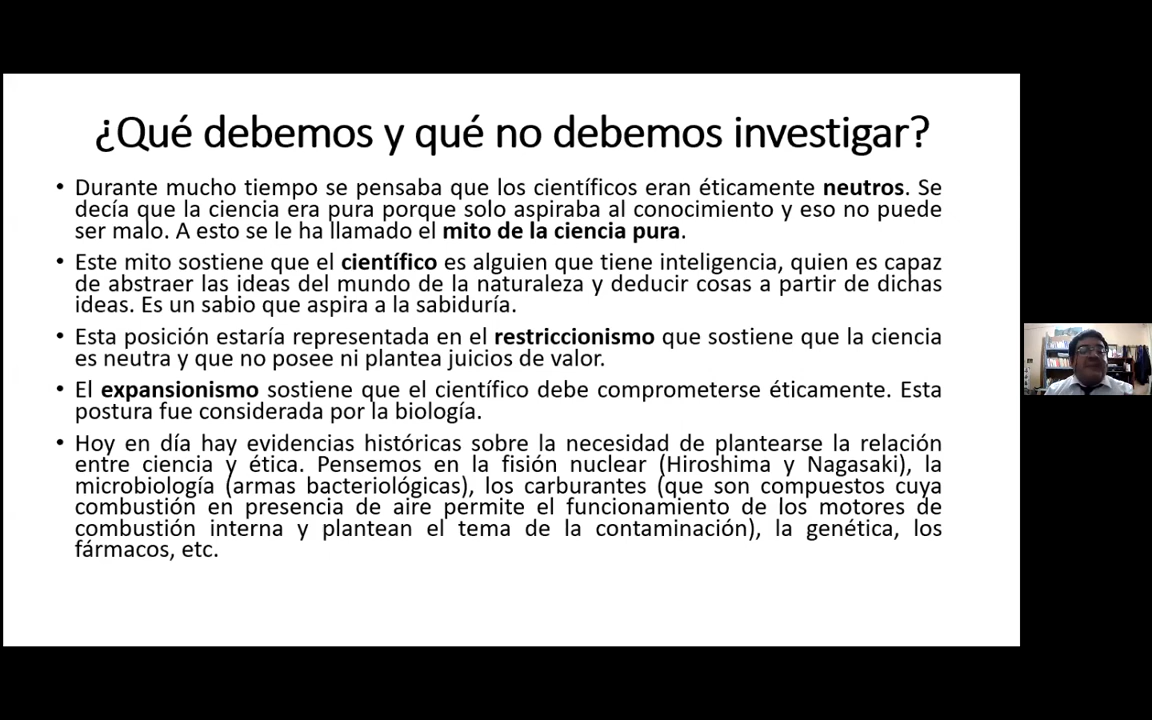 ¿Qué debemos y qué no debemos investigar?
• Durante mucho tiempo se pensaba que los científicos eran éticamente neutros. Se
decía que la ciencia era pura porque solo aspiraba al conocimiento y eso no puede
ser malo. A esto se le ha llamado el mito de la ciencia pura.
• Este mito sostiene que el científico es alguien que tiene inteligencia, quien es capaz
de abstraer las ideas del mundo de la naturaleza y deducir cosas a partir de dichas
ideas. Es un sabio que aspira a la sabiduría.
• Esta posición estaría representada en el restriccionismo que sostiene que la ciencia
es neutra y que no posee ni plantea juicios de valor.
• El expansionismo sostiene que el científico debe comprometerse éticamente. Esta
postura fue considerada por la biología.
• Hoy en día hay evidencias históricas sobre la necesidad de plantearse la relación
entre ciencia y ética. Pensemos en la fisión nuclear (Hiroshima y Nagasaki), la
microbiología (armas bacteriológicas), los carburantes (que son compuestos cuya
combustión en presencia de aire permite el funcionamiento de los motores de
combustión interna y plantean el tema de la contaminación), la genética, los
fármacos, etc.